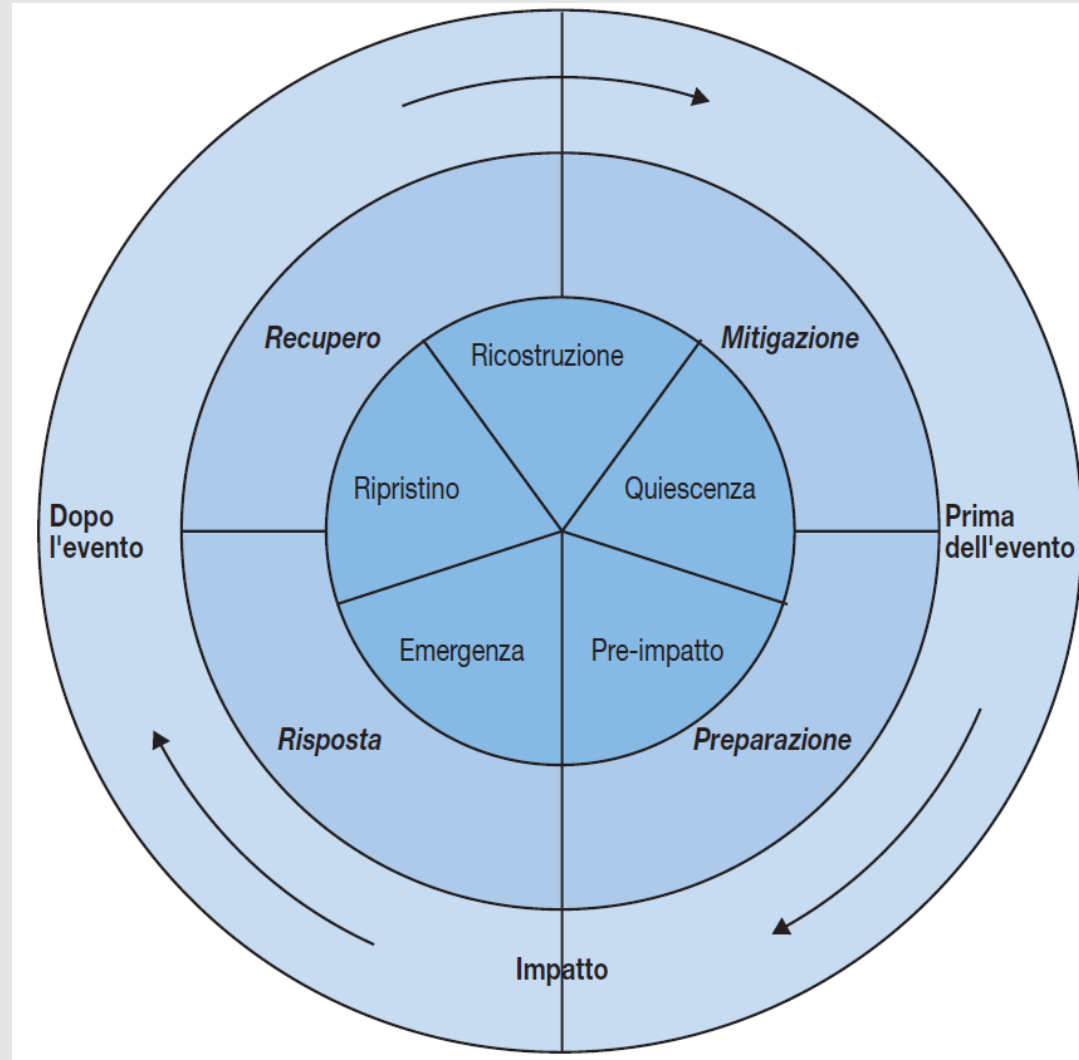 Recupero
Mitigazione
Ricostruzione
Ripristino
Quiescenza
Dopo
l'evento
Prima
dell'evento
Emergenza
Pre-impatto
Risposta
Preparazione
Impatto